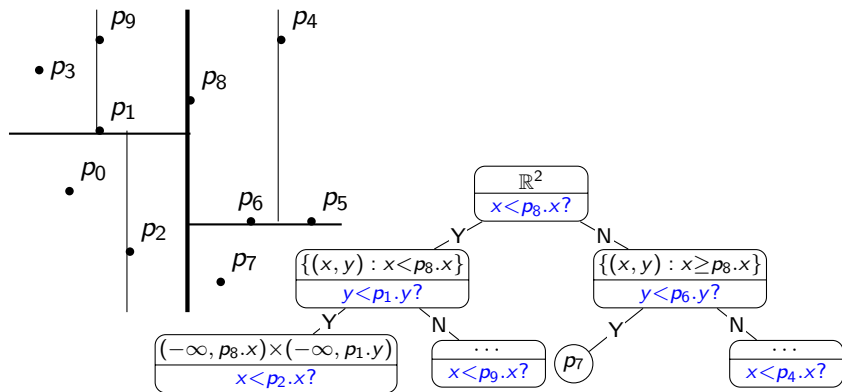 p₉
p₄
p₃
p₈
p₁
p₀
p₆
p₅
p₂
p₇
ℝ²
x<p₈.x?
Y
N
{(x, y) : x<p₈.x}
y<p₁.y?
{(x, y) : x≥p₈.x}
y<p₆.y?
Y
N
Y
N
(−∞, p₈.x)×(−∞, p₁.y)
x<p₂.x?
···
x<p₉.x?
p₇
···
x<p₄.x?